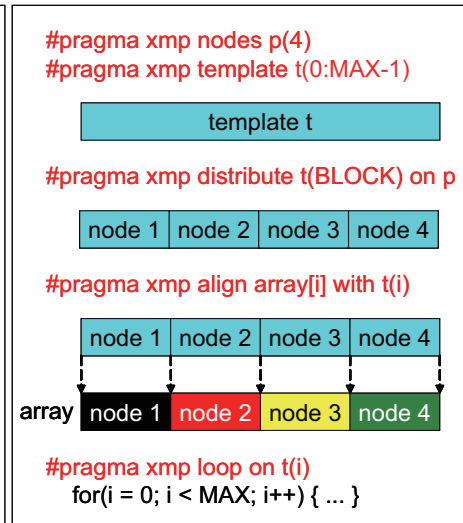 #pragma xmp nodes p(4)
#pragma xmp template t(0:MAX-1)
template t
#pragma xmp distribute t(BLOCK) on p
node 1 node 2 node 3 node 4
#pragma xmp align array[i] with t(i)
node 1 node 2 node 3 node 4
array node 1 node 2 node 3 node 4
#pragma xmp loop on t(i)
for(i = 0; i < MAX; i++) { ... }